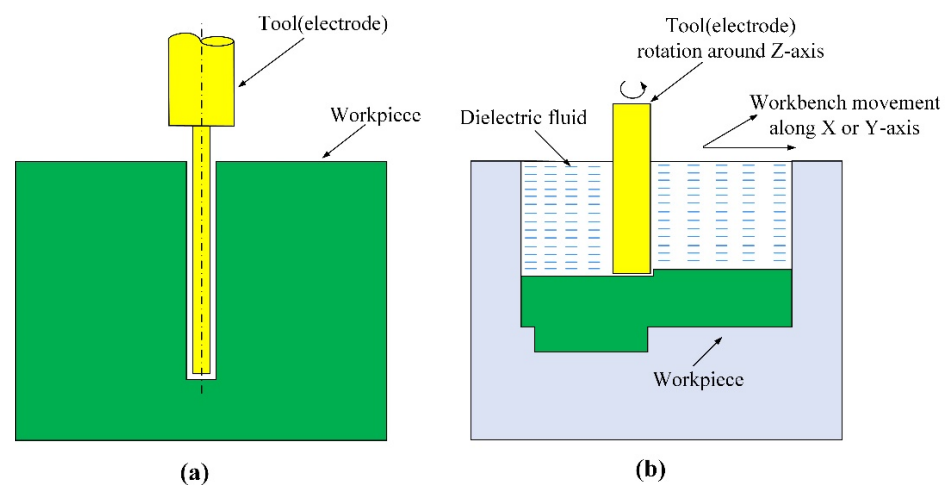 Tool(electrode)
Workpiece
(a)
Tool(electrode)
rotation around Z-axis
Dielectric fluid
Workbench movement
along X or Y-axis
Workpiece
(b)